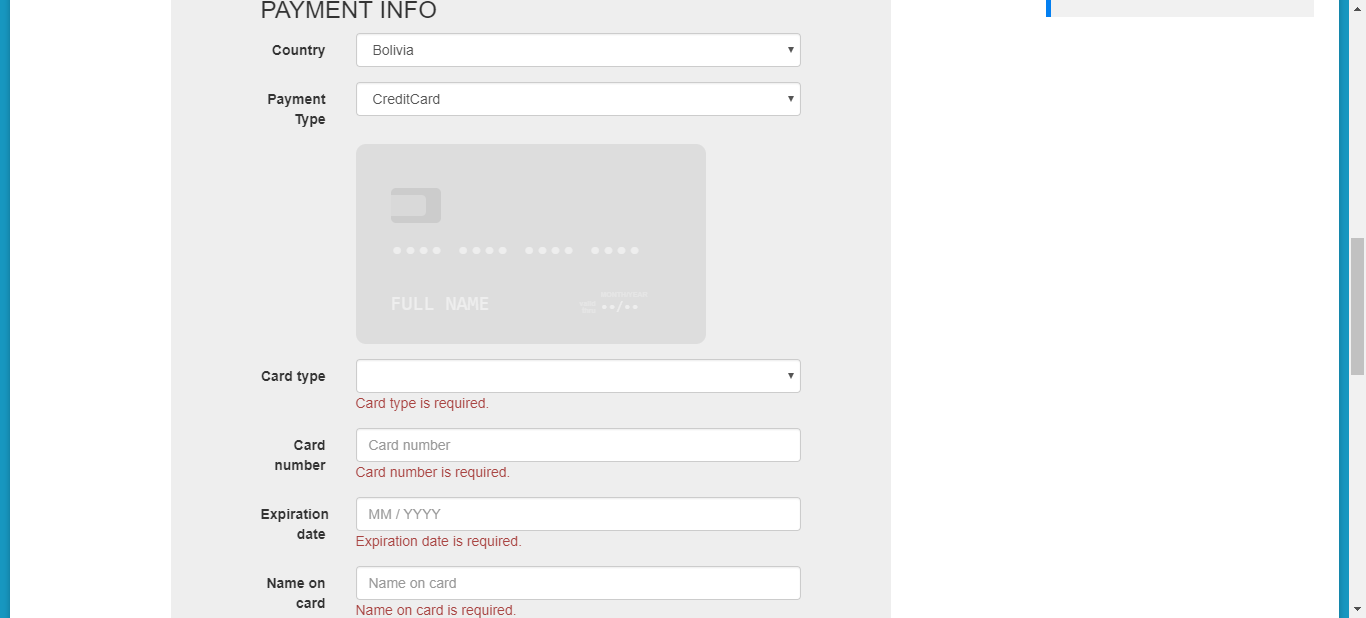 PAYMENT INFO
Country
Bolivia
Payment
Type
CreditCard
FULL NAME
••/••
Card type
Card type is required.
Card
number
Card number
Card number is required.
Expiration
date
MM / YYYY
Expiration date is required.
Name on
card
Name on card
Name on card is required.